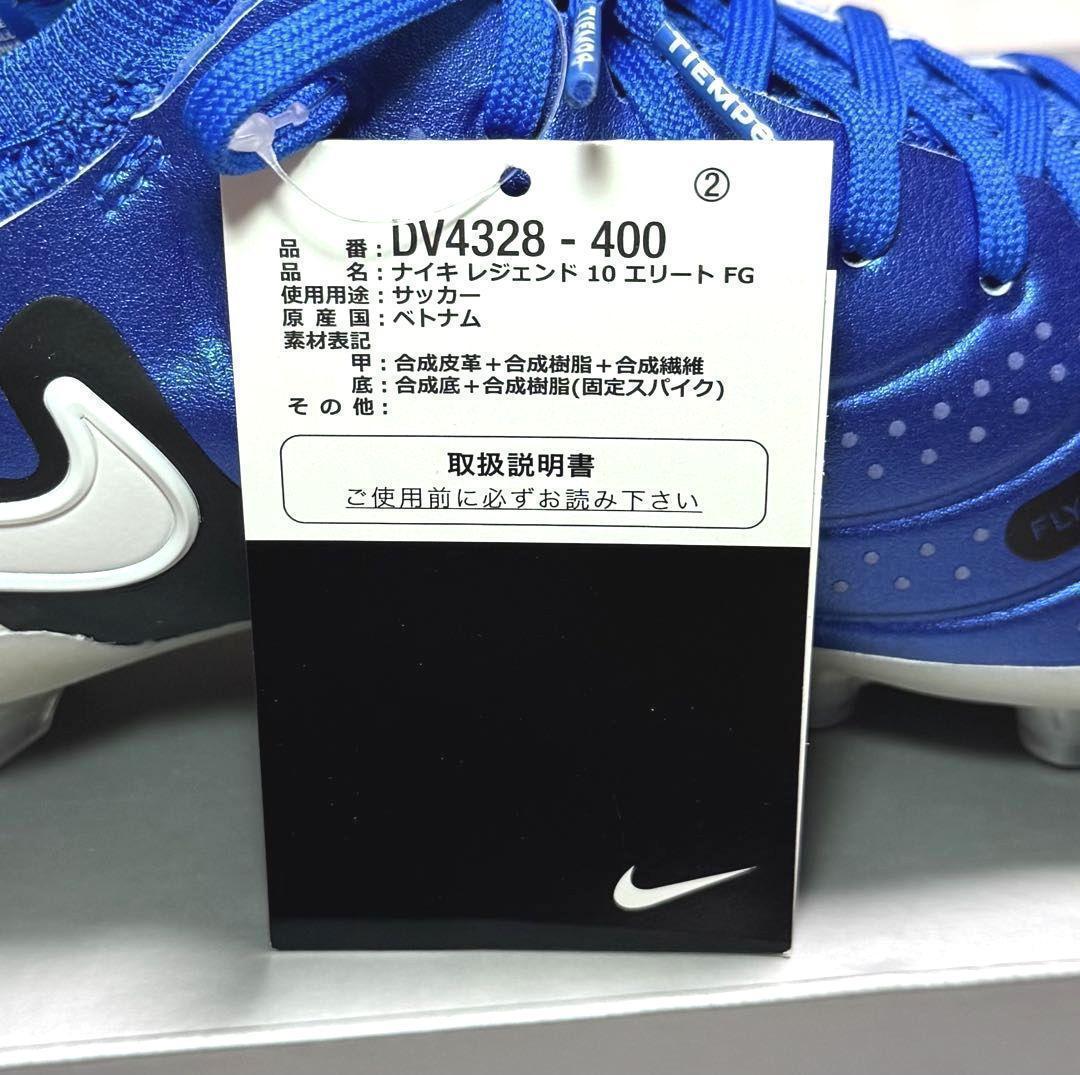 TIEMPO
TIEMPO
②
品 番：DV4328 - 400
品 名：ナイキ レジェンド 10 エリート FG
使用用途：サッカー
原 産 国：ベトナム
素材表記
甲：合成皮革＋合成樹脂＋合成繊維
底：合成底＋合成樹脂(固定スパイク)
そ の 他：
取扱説明書
ご使用前に必ずお読み下さい
FLY